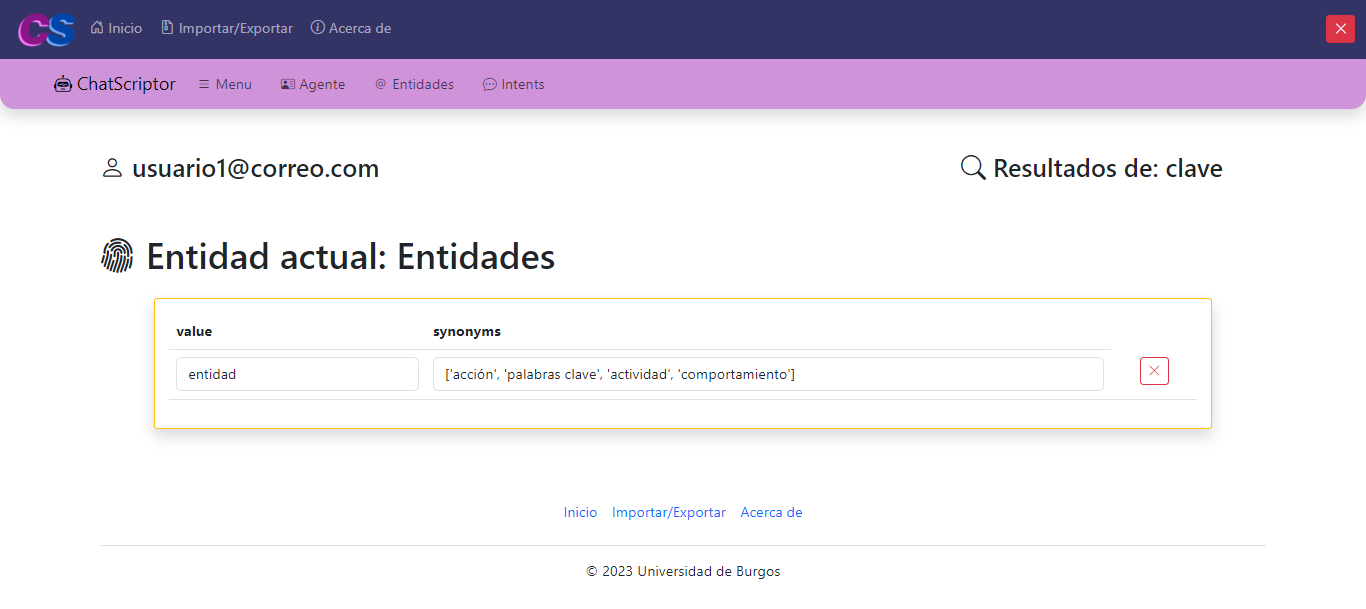 CS Inicio Importar/Exportar Acerca de
ChatScriptor Menu Agente Entidades Intents
usuario1@correo.com Resultados de: clave
Entidad actual: Entidades
value synonyms
entidad ['acción', 'palabras clave', 'actividad', 'comportamiento']
Inicio Importar/Exportar Acerca de
© 2023 Universidad de Burgos